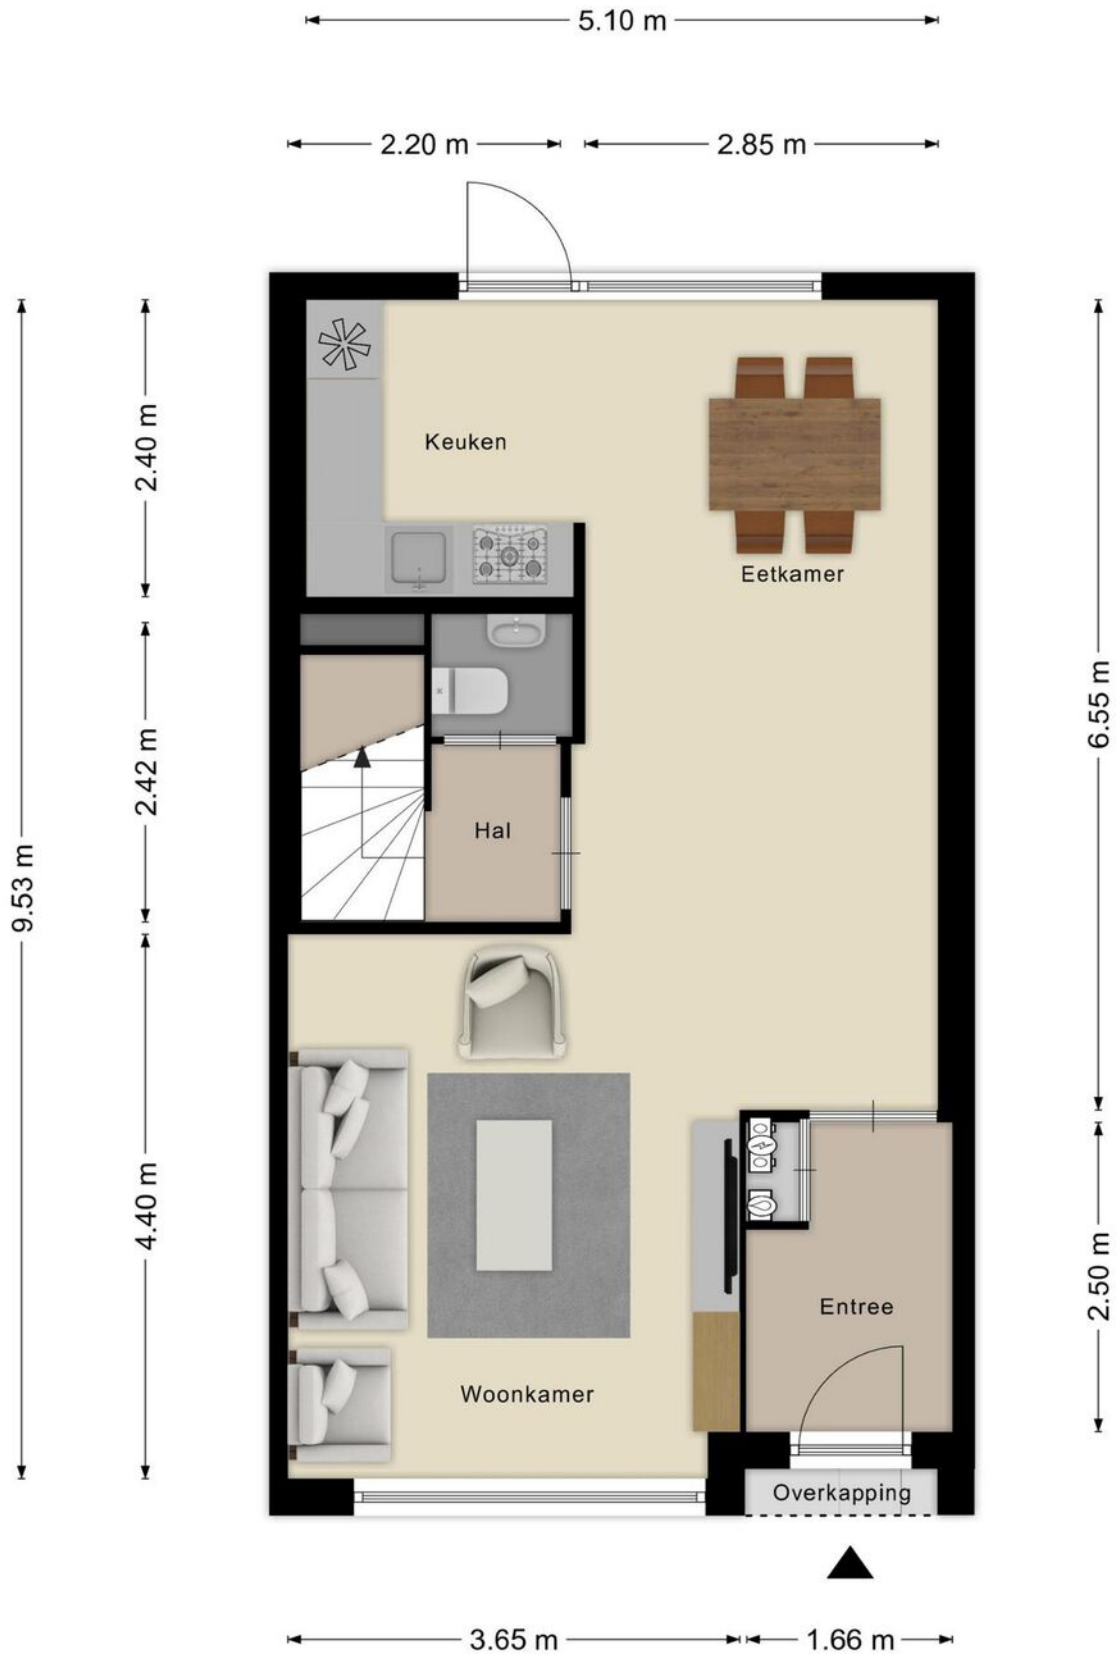 5.10 m
2.20 m
2.85 m
2.40 m
Keuken
Eetkamer
6.55 m
2.42 m
Hal
9.53 m
4.40 m
2.50 m
Entree
Woonkamer
Overkapping
3.65 m
1.66 m